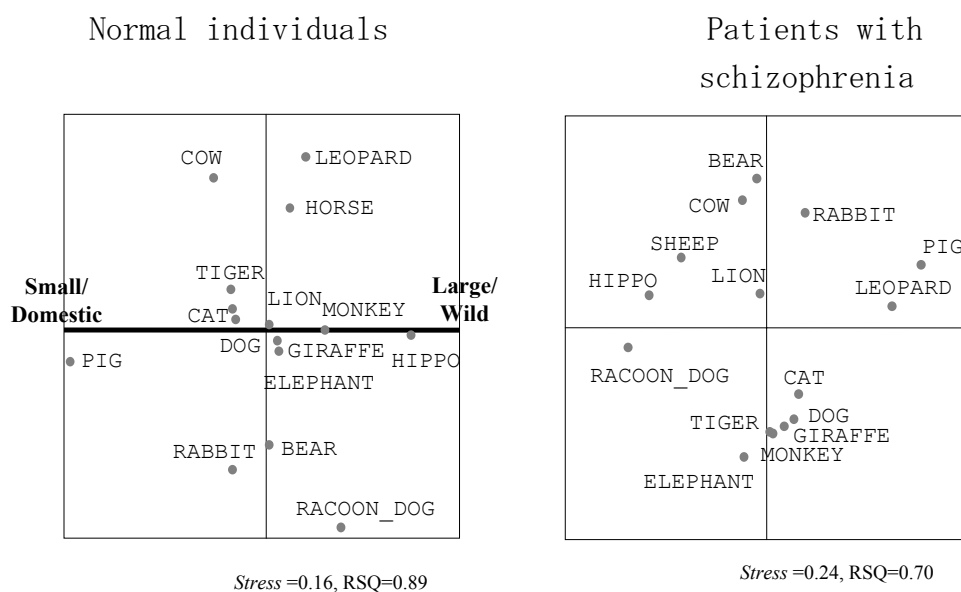 Normal individuals
COW
LEOPARD
HORSE
TIGER
Small/
Domestic
Large/
Wild
LION
MONKEY
CAT
DOG
GIRAFFE
HIPPO
PIG
ELEPHANT
RABBIT
BEAR
RACOON_DOG
Stress =0.16, RSQ=0.89
Patients with
schizophrenia
BEAR
COW
RABBIT
SHEEP
PIG
HIPPO
LION
LEOPARD
RACOON_DOG
CAT
TIGER
DOG
GIRAFFE
MONKEY
ELEPHANT
Stress =0.24, RSQ=0.70